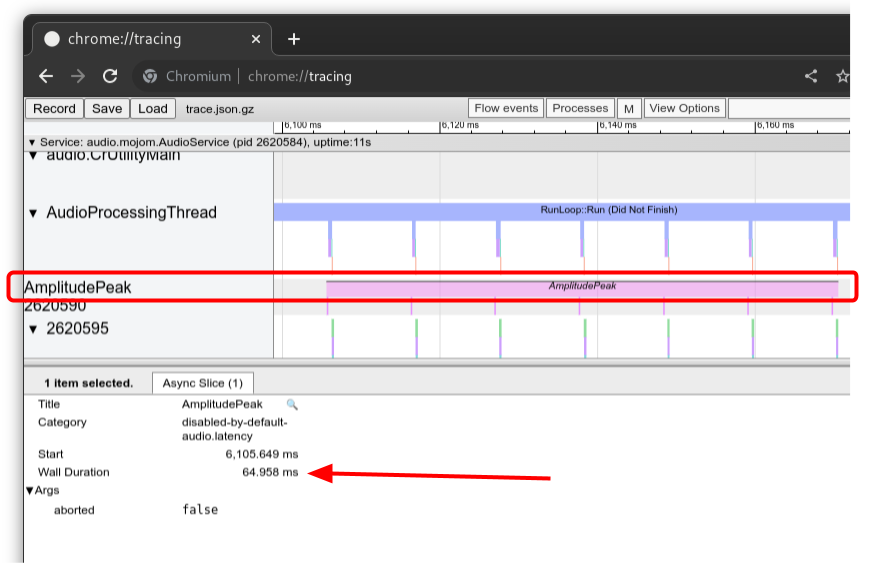 chrome://tracing × +
Chromium | chrome://tracing
Record Save Load trace.json.gz Flow events Processes M View Options
6,100 ms 6,120 ms 6,140 ms 6,160 ms
▼ Service: audio.mojom.AudioService (pid 2620584), uptime:11s
▼ audio.CrUtilityMain
▼ AudioProcessingThread RunLoop::Run (Did Not Finish)
AmplitudePeak AmplitudePeak
2620590
▼ 2620595
1 item selected. Async Slice (1)
Title AmplitudePeak
Category disabled-by-default-
audio.latency
Start 6,105.649 ms
Wall Duration 64.958 ms
▼Args
aborted false